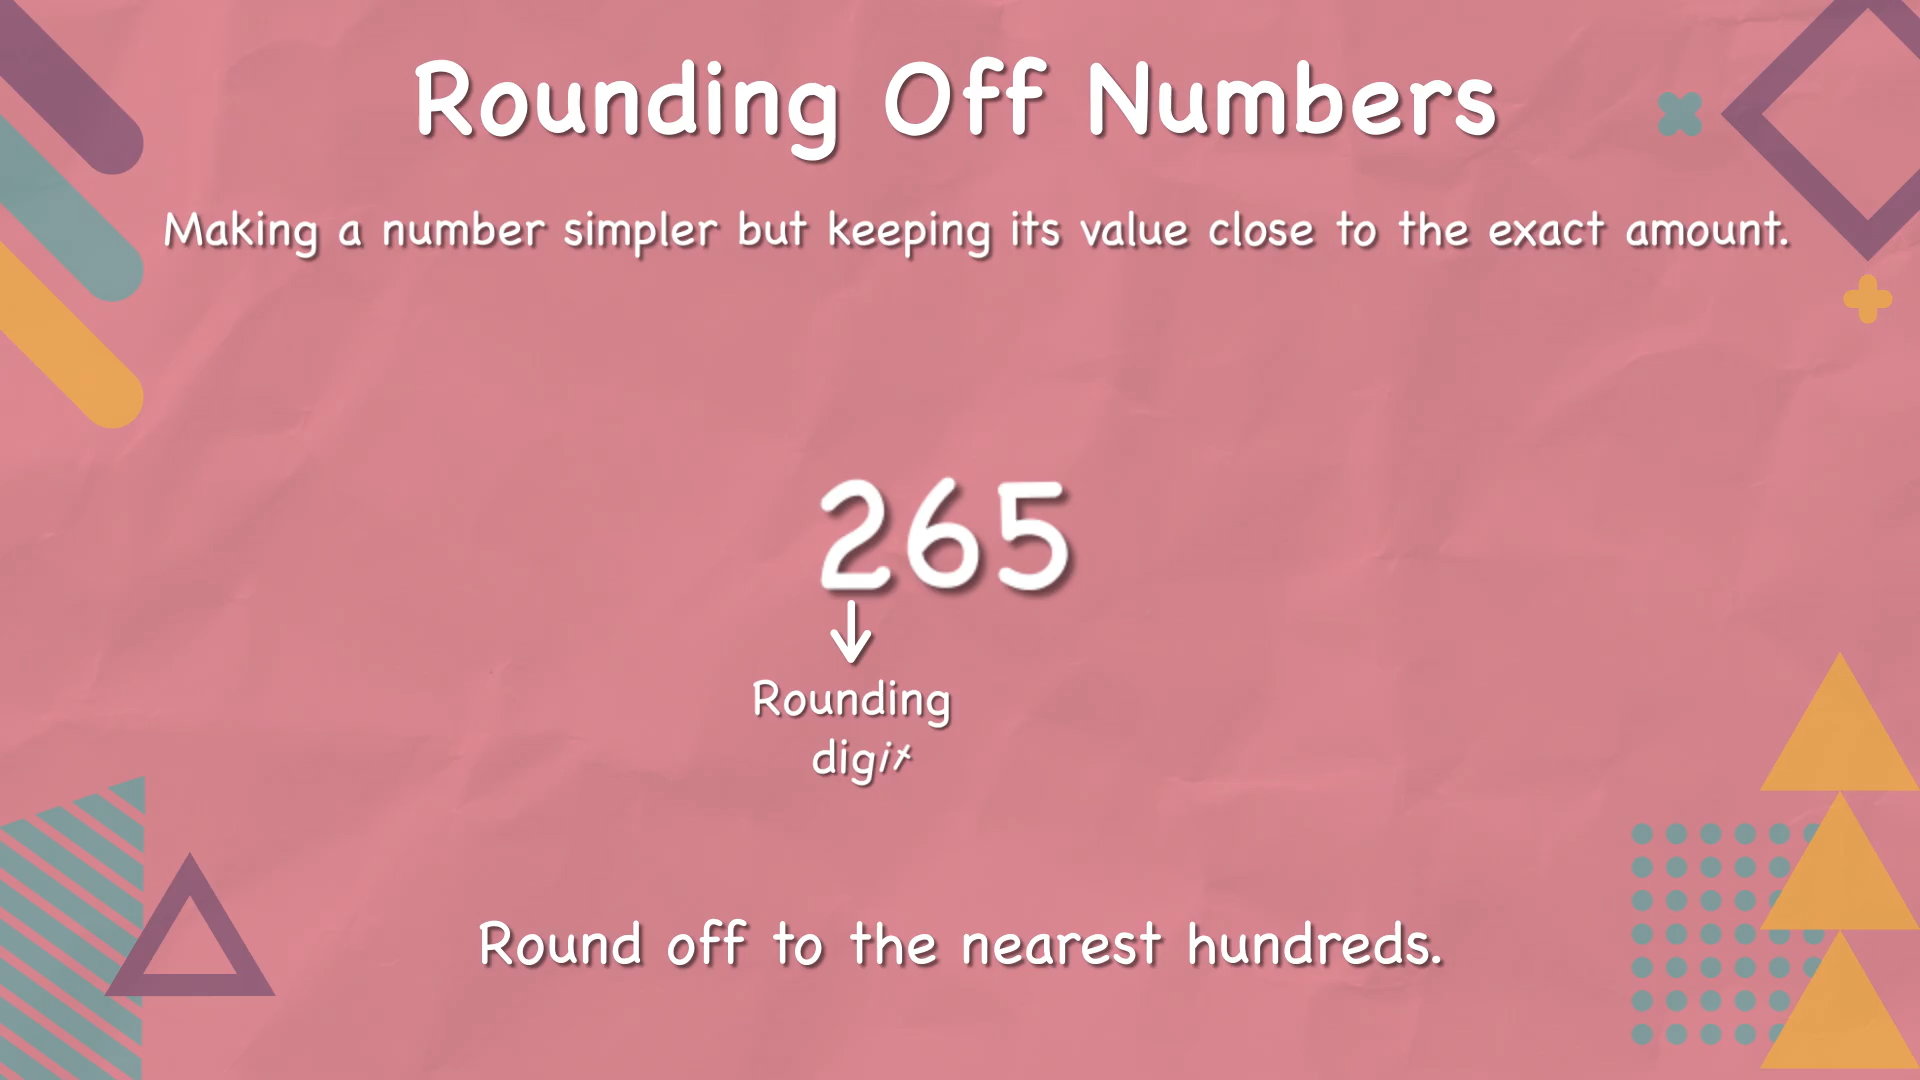 Rounding Off Numbers
Making a number simpler but keeping its value close to the exact amount.
265
Rounding
digit
Round off to the nearest hundreds.